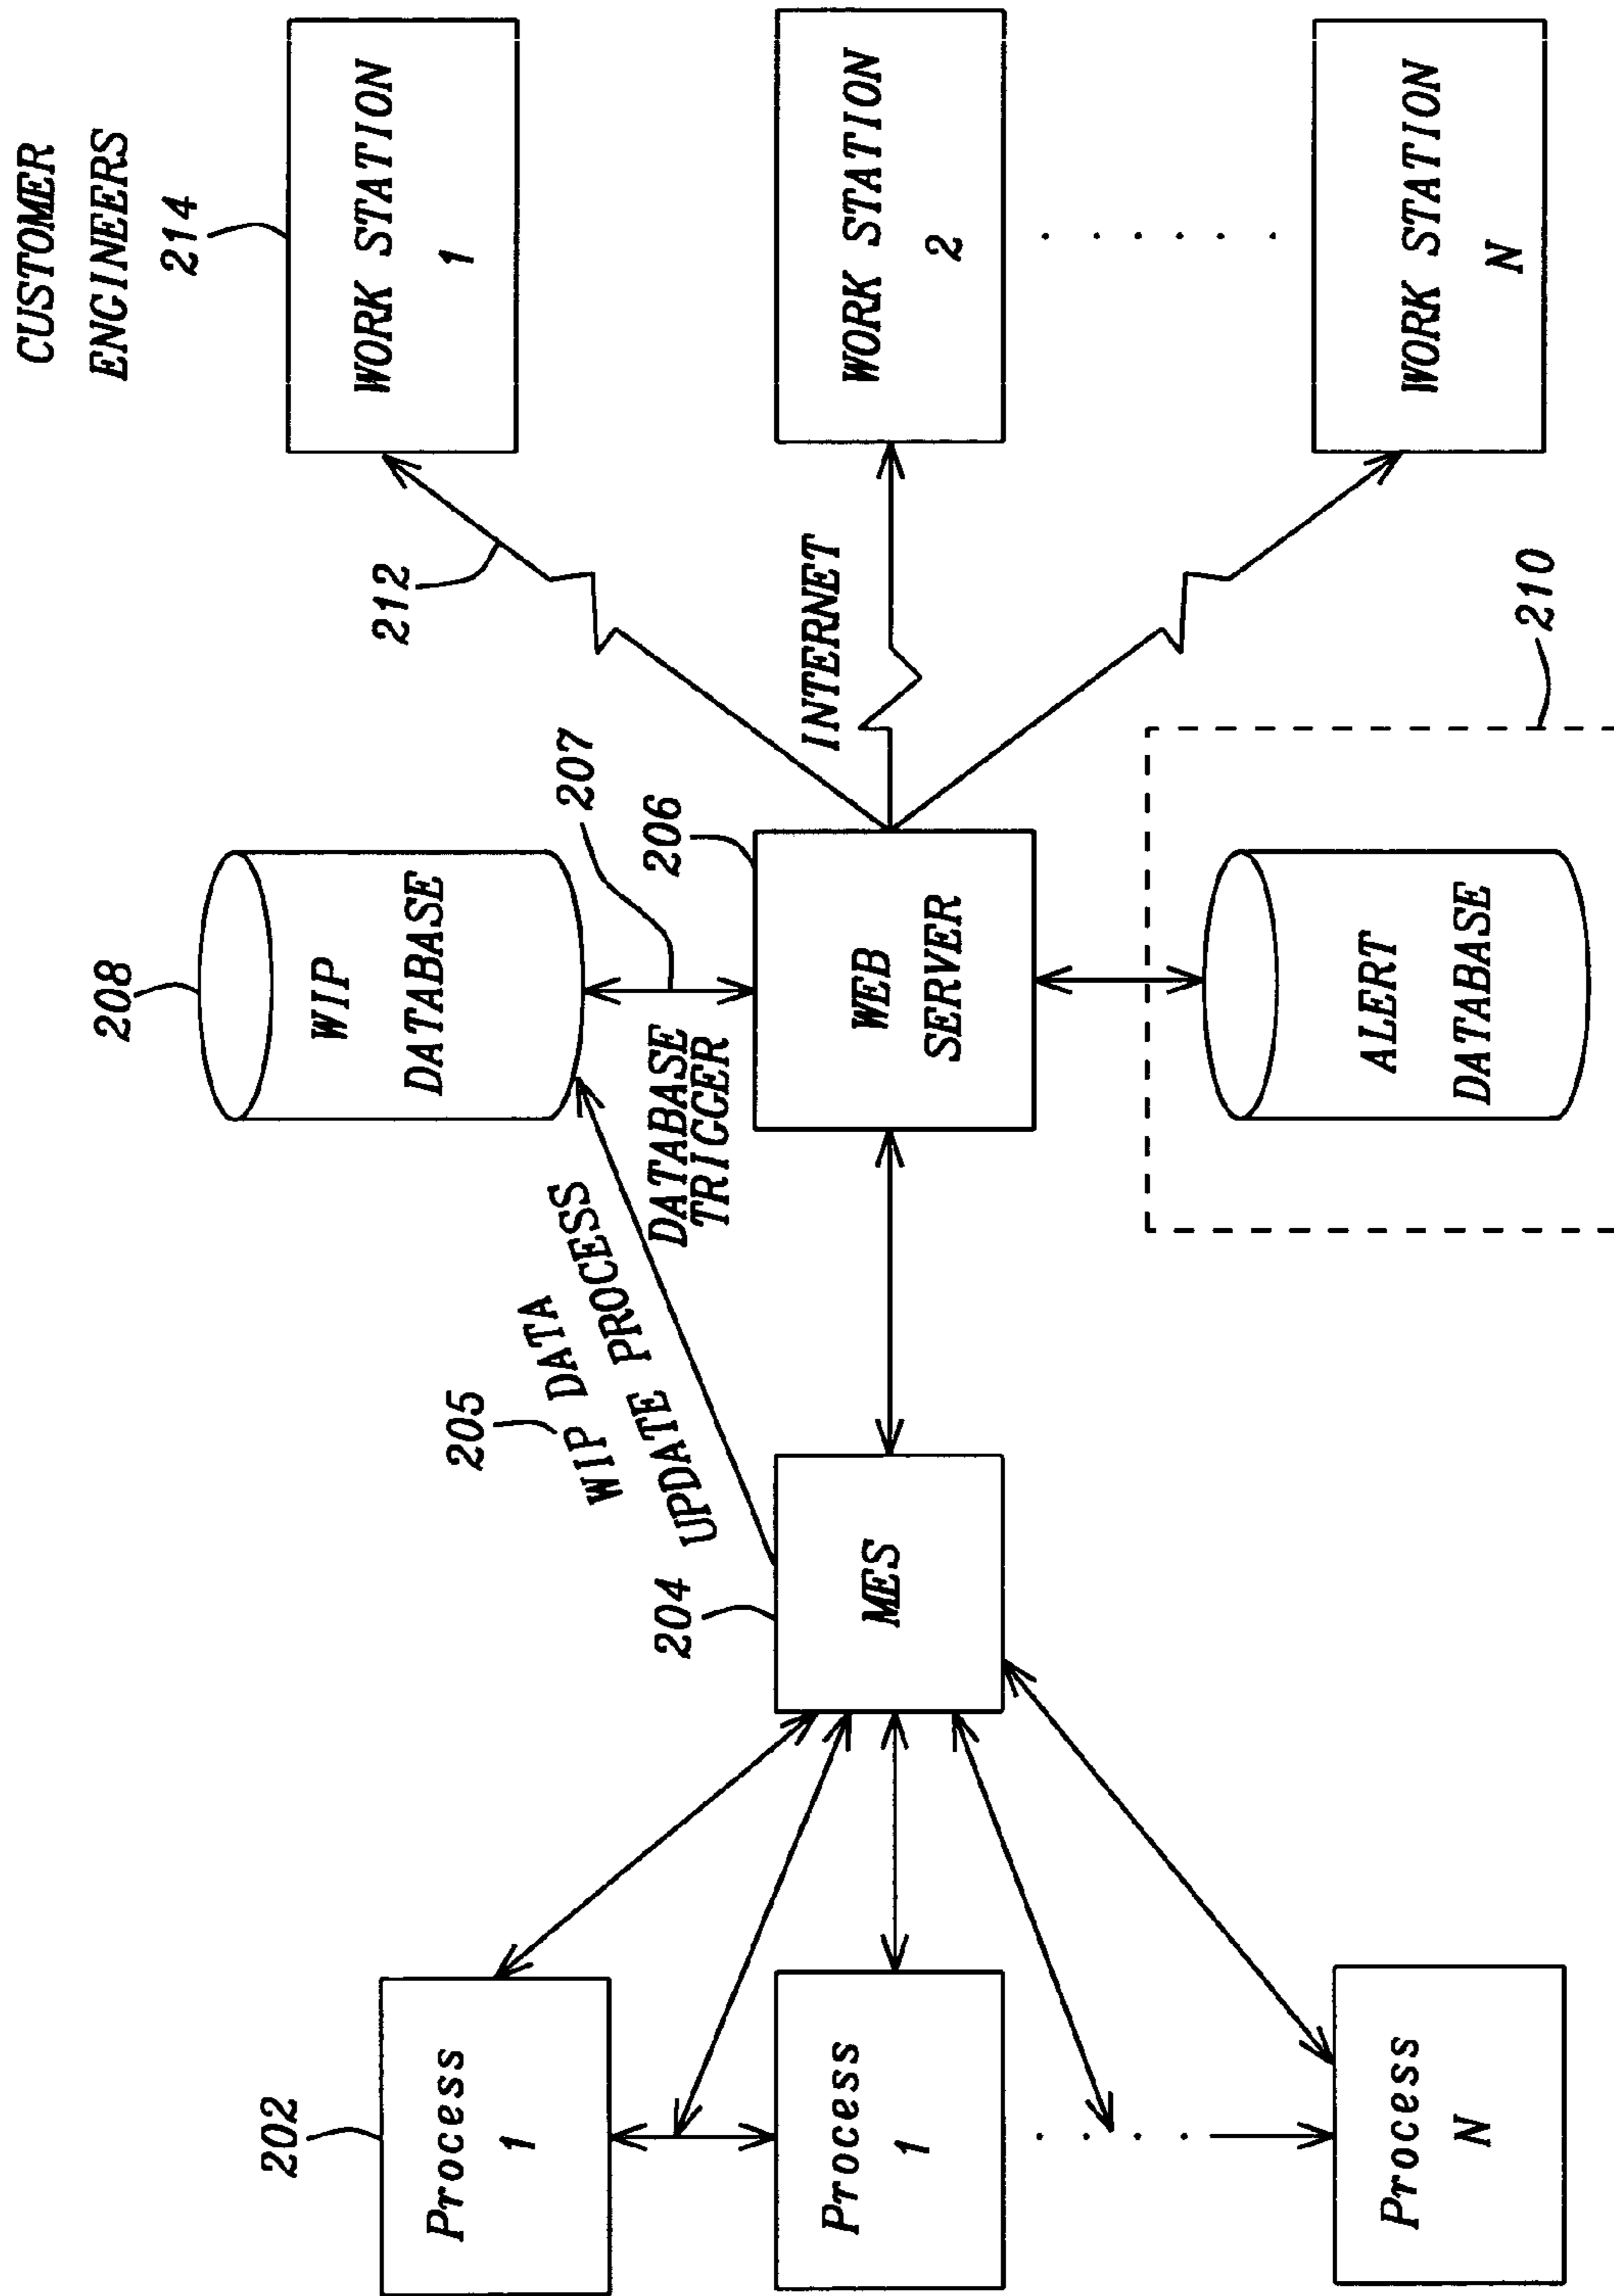 CUSTOMER
ENGINEERS
208
214
212
202
205
WIP DATA
UPDATE PROCESS
204
WIP
DATABASE
207
206
DATABASE
TRIGGER
INTERNET
WORK STATION
1
Process
1
MES
WEB
SERVER
WORK STATION
2
Process
1
ALERT
DATABASE
210
WORK STATION
N
Process
N